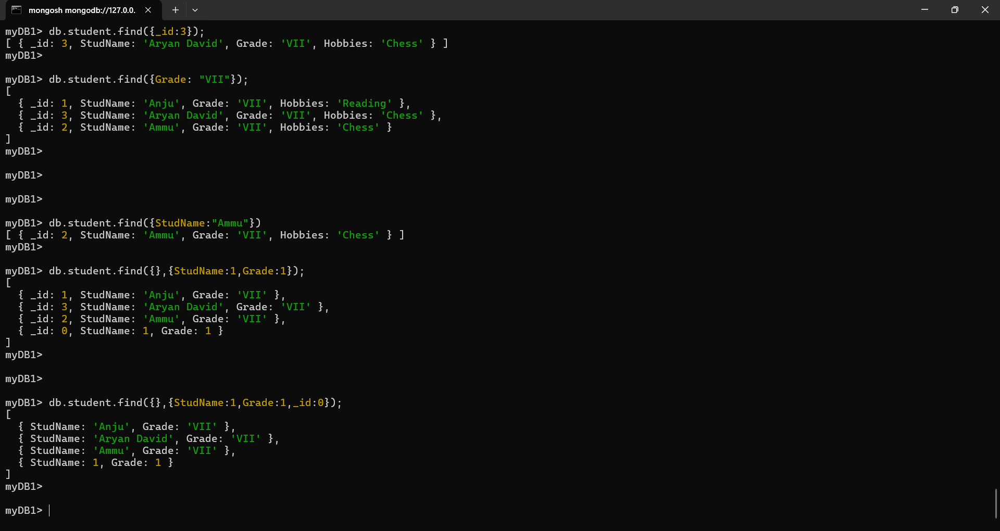 mongosh mongodb://127.0.0.
myDB1> db.student.find({_id:3});
[ { _id: 3, StudName: 'Aryan David', Grade: 'VII', Hobbies: 'Chess' } ]
myDB1>
myDB1> db.student.find({Grade: "VII"});
[
  { _id: 1, StudName: 'Anju', Grade: 'VII', Hobbies: 'Reading' },
  { _id: 3, StudName: 'Aryan David', Grade: 'VII', Hobbies: 'Chess' },
  { _id: 2, StudName: 'Ammu', Grade: 'VII', Hobbies: 'Chess' }
]
myDB1>
myDB1>
myDB1>
myDB1> db.student.find({StudName:"Ammu"})
[ { _id: 2, StudName: 'Ammu', Grade: 'VII', Hobbies: 'Chess' } ]
myDB1>
myDB1> db.student.find({},{StudName:1,Grade:1});
[
  { _id: 1, StudName: 'Anju', Grade: 'VII' },
  { _id: 3, StudName: 'Aryan David', Grade: 'VII' },
  { _id: 2, StudName: 'Ammu', Grade: 'VII' },
  { _id: 0, StudName: 1, Grade: 1 }
]
myDB1>
myDB1>
myDB1> db.student.find({},{StudName:1,Grade:1,_id:0});
[
  { StudName: 'Anju', Grade: 'VII' },
  { StudName: 'Aryan David', Grade: 'VII' },
  { StudName: 'Ammu', Grade: 'VII' },
  { StudName: 1, Grade: 1 }
]
myDB1>
myDB1>